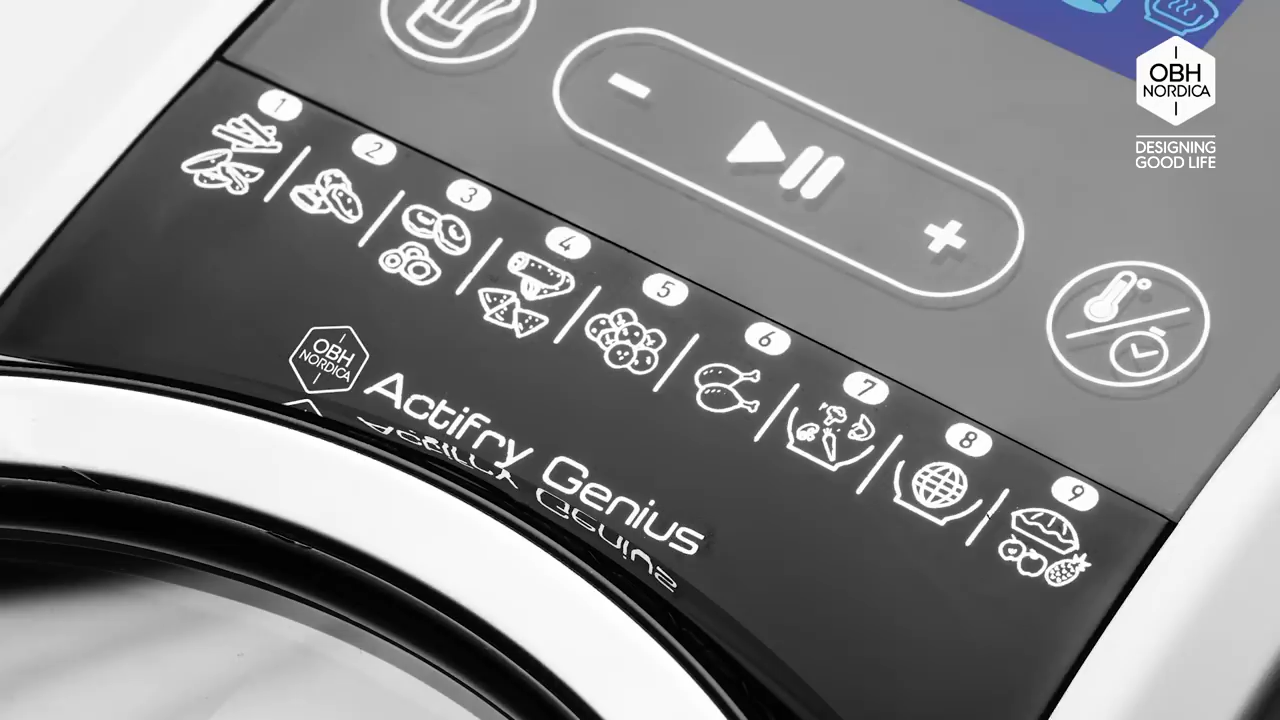 OBH
NORDICA
DESIGNING
GOOD LIFE
1
2
3
4
5
6
7
8
9
OBH
NORDICA
Actifry Genius